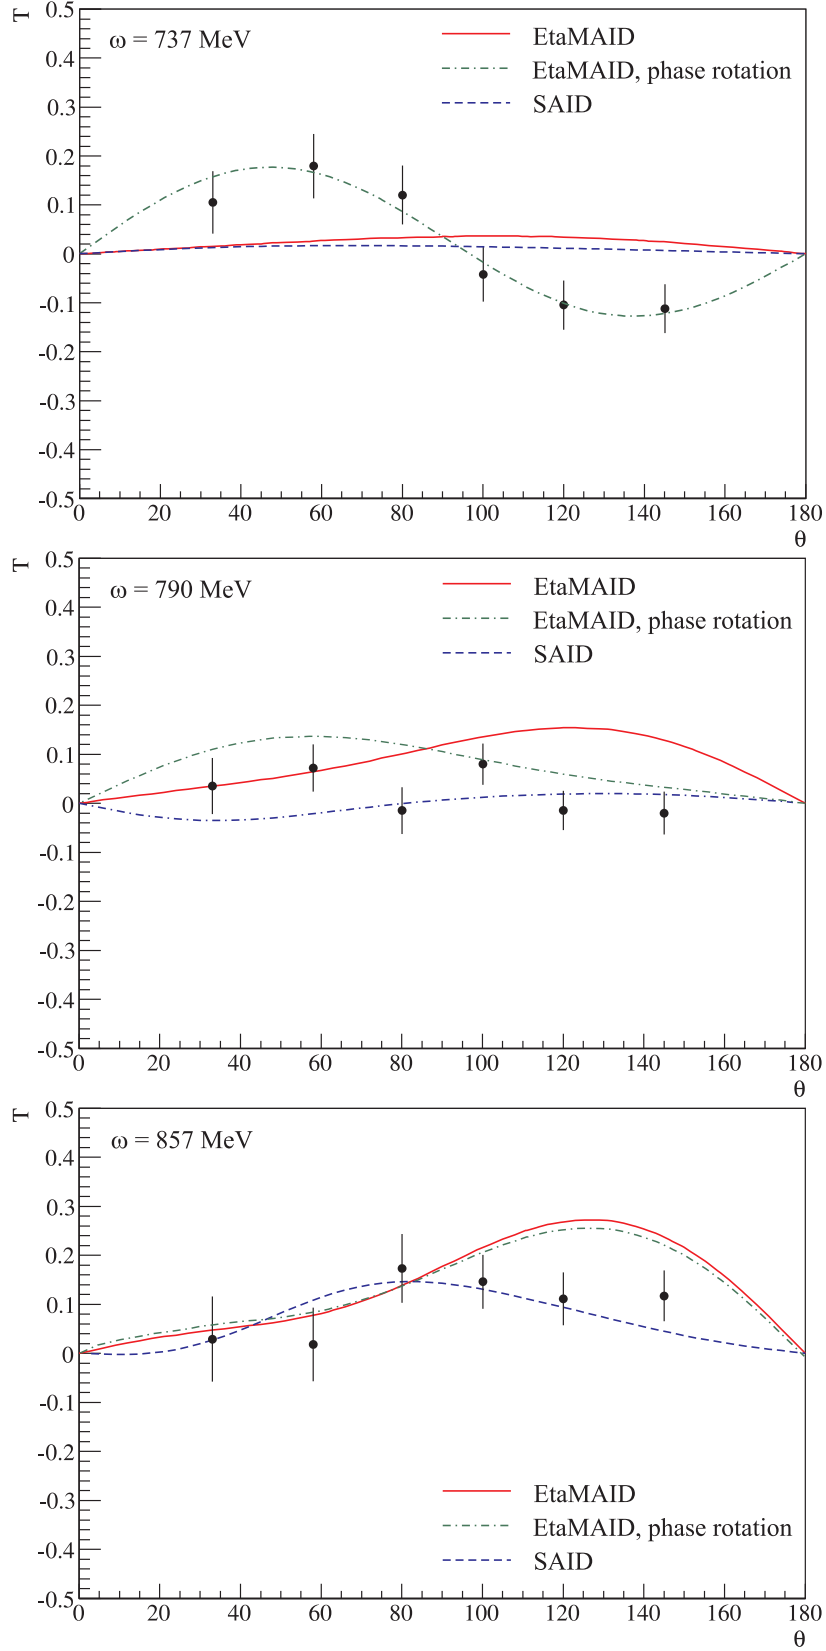 T
0.5
ω = 737 MeV
EtaMAID
EtaMAID, phase rotation
SAID
0.4
0.3
0.2
0.1
0
-0.1
-0.2
-0.3
-0.4
-0.5
0 20 40 60 80 100 120 140 160 180
θ
T
0.5
ω = 790 MeV
EtaMAID
EtaMAID, phase rotation
SAID
0.4
0.3
0.2
0.1
0
-0.1
-0.2
-0.3
-0.4
-0.5
0 20 40 60 80 100 120 140 160 180
θ
T
0.5
ω = 857 MeV
0.4
0.3
0.2
0.1
0
-0.1
-0.2
-0.3
-0.4
-0.5
EtaMAID
EtaMAID, phase rotation
SAID
0 20 40 60 80 100 120 140 160 180
θ